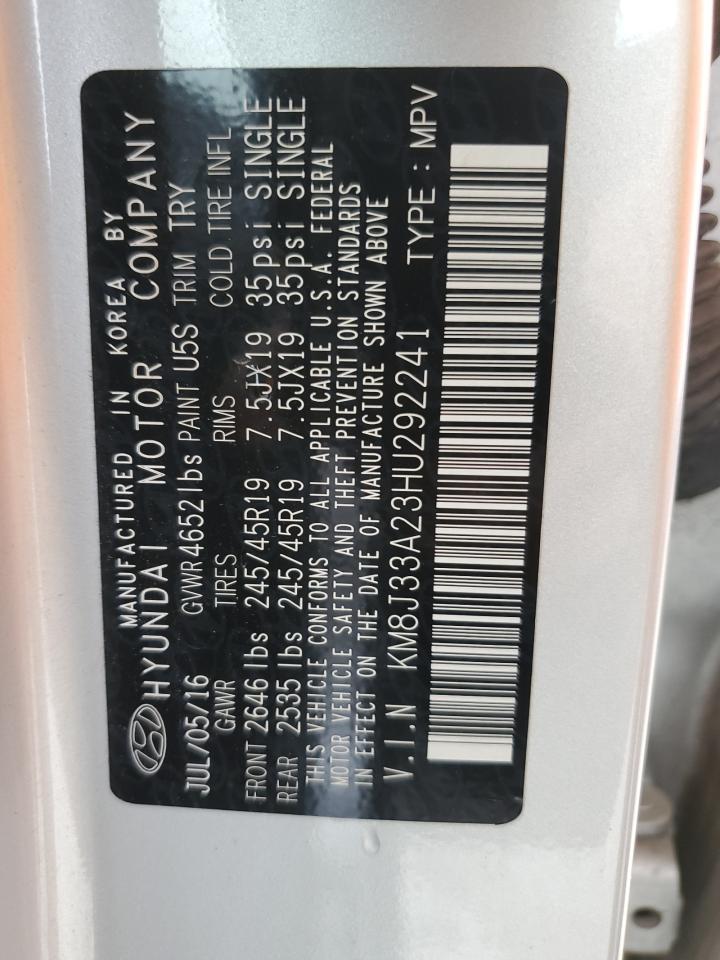 MANUFACTURED IN KOREA BY
HYUNDAI MOTOR COMPANY
JUL/05/16 GVWR 4652 lbs PAINT U5S TRIM TRY
GAWR TIRES RIMS COLD TIRE INFL
FRONT 2646 lbs 245/45R19 7.5JX19 35psi SINGLE
REAR 2535 lbs 245/45R19 7.5JX19 35psi SINGLE
THIS VEHICLE CONFORMS TO ALL APPLICABLE U.S.A. FEDERAL
MOTOR VEHICLE SAFETY AND THEFT PREVENTION STANDARDS
IN EFFECT ON THE DATE OF MANUFACTURE SHOWN ABOVE
V.I.N KM8J33A23HU292241 TYPE : MPV